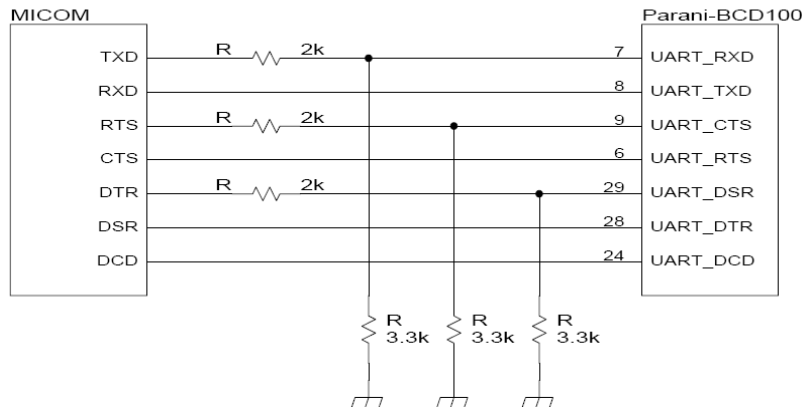 MICOM Parani-BCD100
TXD R 2k 7 UART_RXD
RXD 8 UART_TXD
RTS R 2k 9 UART_CTS
CTS 6 UART_RTS
DTR R 2k 29 UART_DSR
DSR 28 UART_DTR
DCD 24 UART_DCD
R R R
3.3k 3.3k 3.3k